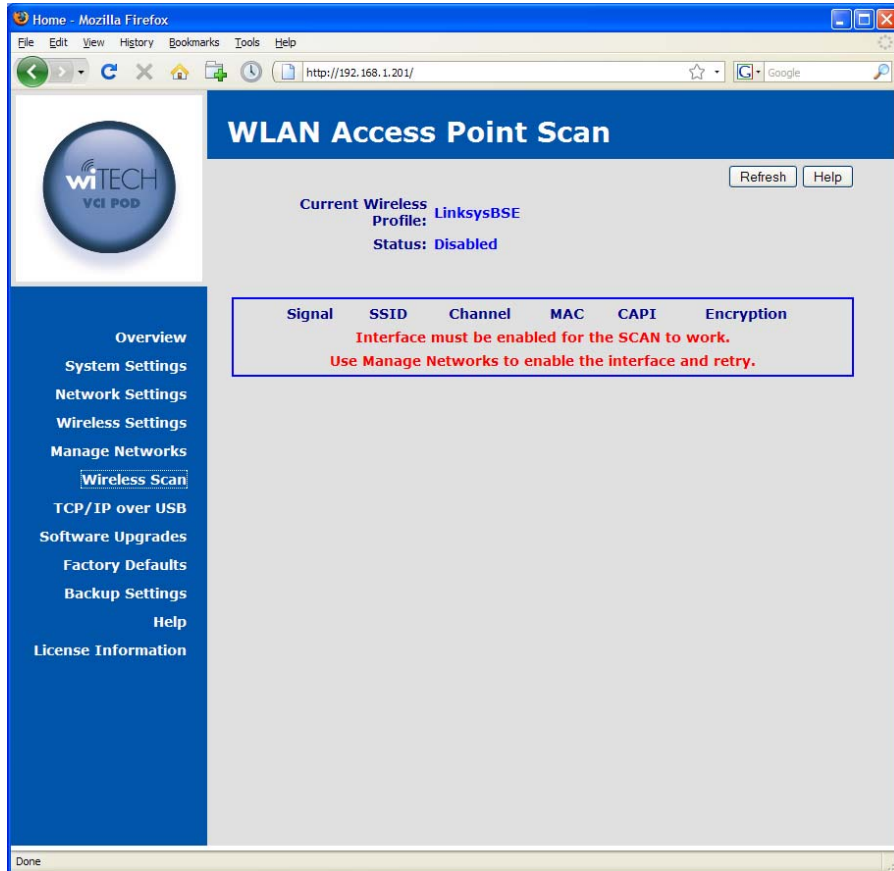 Home - Mozilla Firefox
File Edit View History Bookmarks Tools Help
http://192.168.1.201/
G Google
wiTECH
VCI POD
WLAN Access Point Scan
Refresh Help
Current Wireless Profile: LinksysBSE
Status: Disabled
Signal SSID Channel MAC CAPI Encryption
Interface must be enabled for the SCAN to work.
Use Manage Networks to enable the interface and retry.
Overview
System Settings
Network Settings
Wireless Settings
Manage Networks
Wireless Scan
TCP/IP over USB
Software Upgrades
Factory Defaults
Backup Settings
Help
License Information
Done